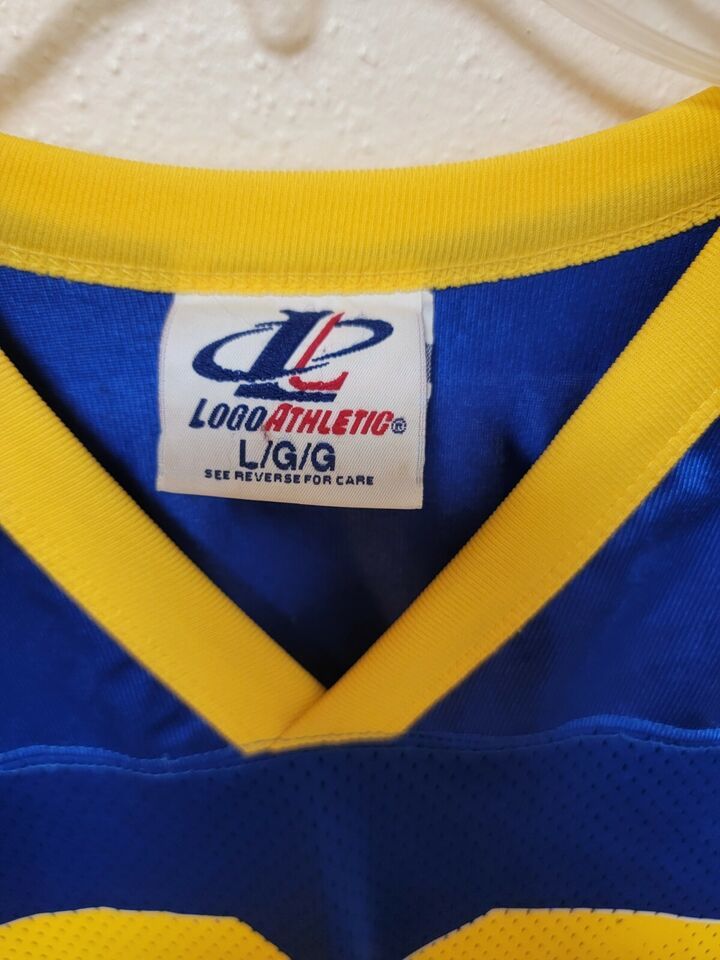 L
LOGO ATHLETIC®
L/G/G
SEE REVERSE FOR CARE